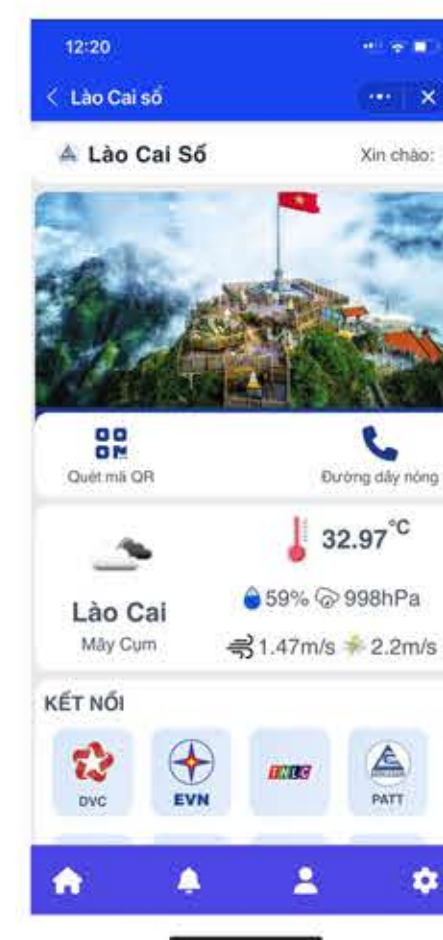 12:20
Lào Cai số
Lào Cai Số
Xin chào:
Quét mã QR
Đường dây nóng
32.97°C
59% 998hPa
Lào Cai
Mây Cụm
1.47m/s 2.2m/s
KẾT NỐI
THLC
DVC
EVN
PATT